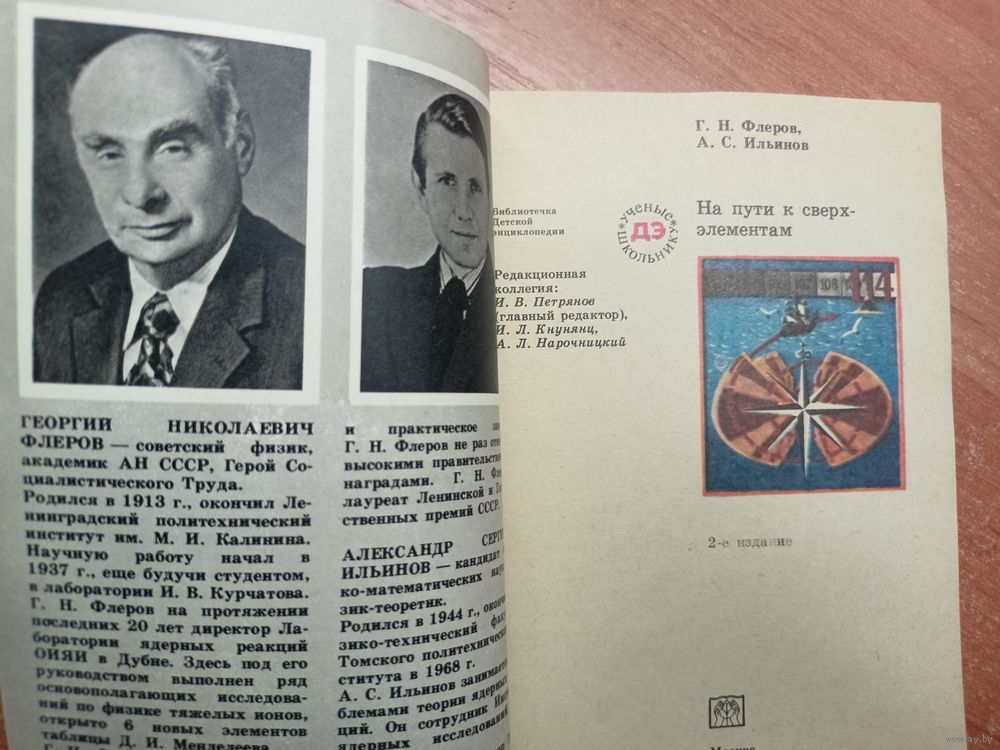 ГЕОРГИЙ НИКОЛАЕВИЧ
ФЛЕРОВ — советский физик,
академик АН СССР, Герой Со-
циалистического Труда.
Родился в 1913 г., окончил Ле-
нинградский политехнический
институт им. М. И. Калинина.
Научную работу начал в
1937 г., еще будучи студентом,
в лаборатории И. В. Курчатова.
Г. Н. Флеров на протяжении
последних 20 лет директор Ла-
боратории ядерных реакций
ОИЯИ в Дубне. Здесь под его
руководством выполнен ряд
основополагающих исследова-
ний по физике тяжелых ионов,
открыто 6 новых элементов
таблицы Д. И. Менделеева
и практическое
Г. Н. Флеров не раз
высокими
наградами. Г. Н.
лауреат Ленинской и
ственных премий СССР.
АЛЕКСАНДР
ИЛЬИНОВ — кандидат
ко-математических
зик-теоретик.
Родился в 1944 г.,
зико-технический
Томского
ститута в 1968 г.
А. С. Ильинов
блемами теории
ций. Он сотрудник
ядерных
Библиотечка
Детской
энциклопедии
Редакционная
коллегия:
И. В. Петрянов
(главный редактор),
И. Л. Кнунянц,
А. Л. Нарочницкий
УЧЕНЫЕ
ШКОЛЬНИКУ
ДЭ
Г. Н. Флеров,
А. С. Ильинов
На пути к сверх-
элементам
107 108 114
2-е издание
Москва
www.ay.by